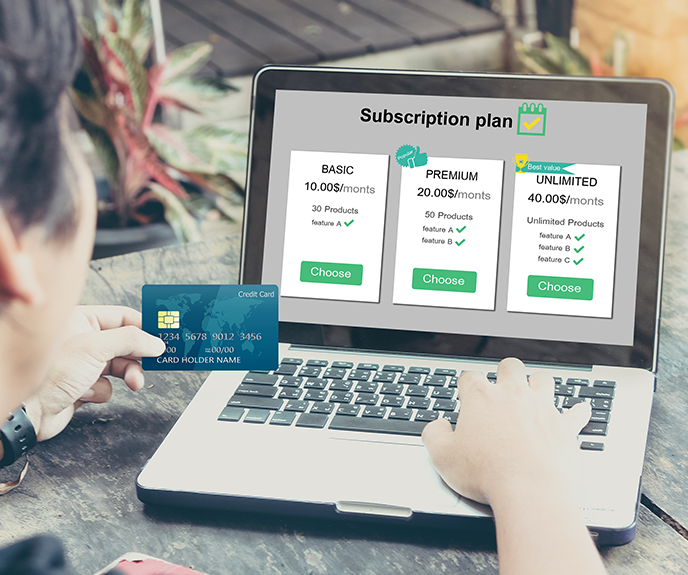 Subscription plan
BASIC
10.00$/monts
30 Products
feature A
Choose
Popular
PREMIUM
20.00$/monts
50 Products
feature A
feature B
Choose
Best value
UNLIMITED
40.00$/monts
Unlimited Products
feature A
feature B
feature C
Choose
Credit Card
1234 5678 9012 3456
00/00
CARD HOLDER NAME